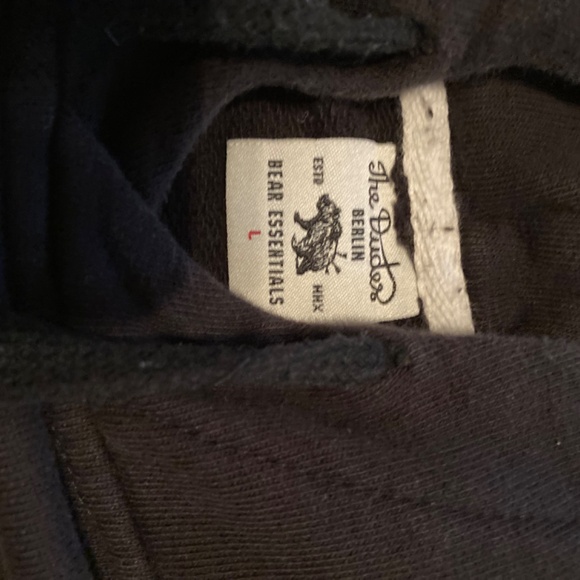 The Dudes
BERLIN
ESTD MMX
BEAR ESSENTIALS
L